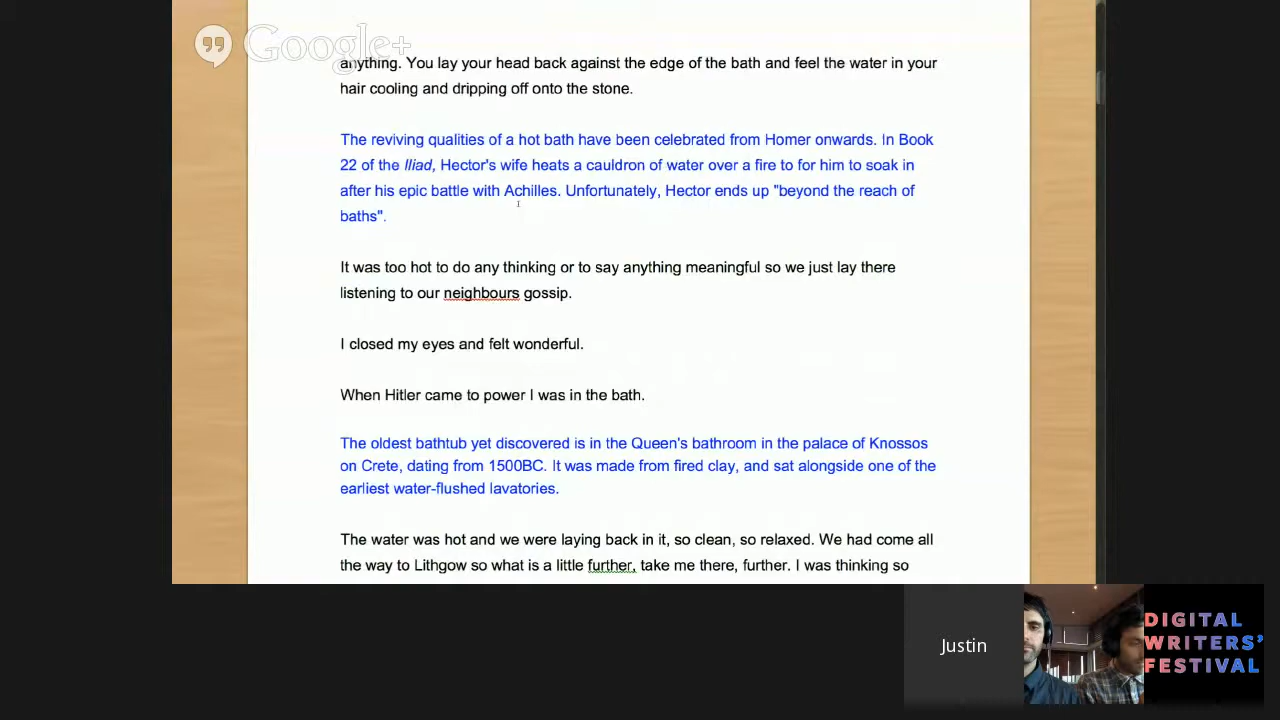 Google+
anything. You lay your head back against the edge of the bath and feel the water in your
hair cooling and dripping off onto the stone.
The reviving qualities of a hot bath have been celebrated from Homer onwards. In Book
22 of the Iliad, Hector's wife heats a cauldron of water over a fire to for him to soak in
after his epic battle with Achilles. Unfortunately, Hector ends up "beyond the reach of
baths".
It was too hot to do any thinking or to say anything meaningful so we just lay there
listening to our neighbours gossip.
I closed my eyes and felt wonderful.
When Hitler came to power I was in the bath.
The oldest bathtub yet discovered is in the Queen's bathroom in the palace of Knossos
on Crete, dating from 1500BC. It was made from fired clay, and sat alongside one of the
earliest water-flushed lavatories.
The water was hot and we were laying back in it, so clean, so relaxed. We had come all
the way to Lithgow so what is a little further, take me there, further. I was thinking so
Justin
DIGITAL
WRITERS'
FESTIVAL